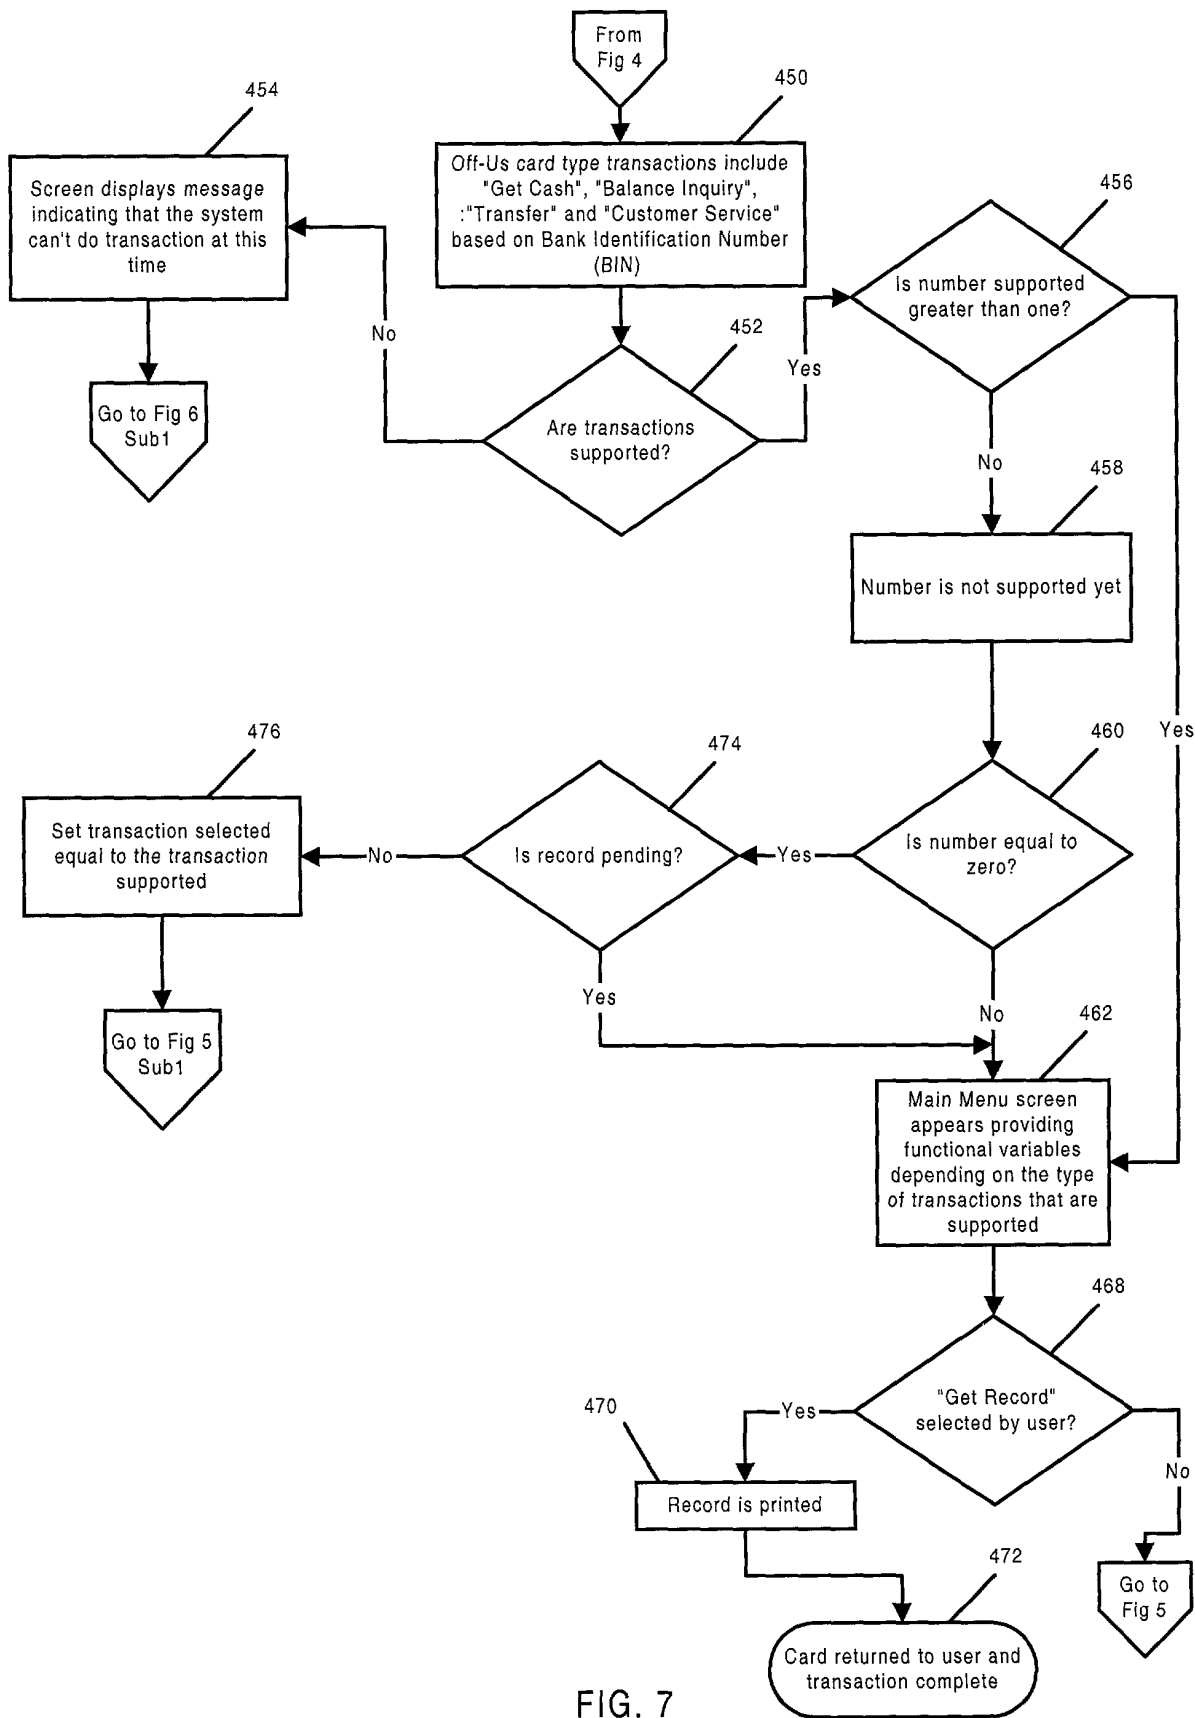 From
Fig 4
450
454
Off-Us card type transactions include
"Get Cash", "Balance Inquiry",
:"Transfer" and "Customer Service"
based on Bank Identification Number
(BIN)
Screen displays message
indicating that the system
can't do transaction at this
time
456
Is number supported
greater than one?
No
452
Yes
Go to Fig 6
Sub1
Are transactions
supported?
No
458
Number is not supported yet
Yes
476
474
460
Set transaction selected
equal to the transaction
supported
No
Is record pending?
Yes
Is number equal to
zero?
Yes
No
462
Go to Fig 5
Sub1
Main Menu screen
appears providing
functional variables
depending on the type
of transactions that are
supported
468
"Get Record"
selected by user?
Yes
470
No
Record is printed
472
Go to
Fig 5
Card returned to user and
transaction complete
FIG. 7